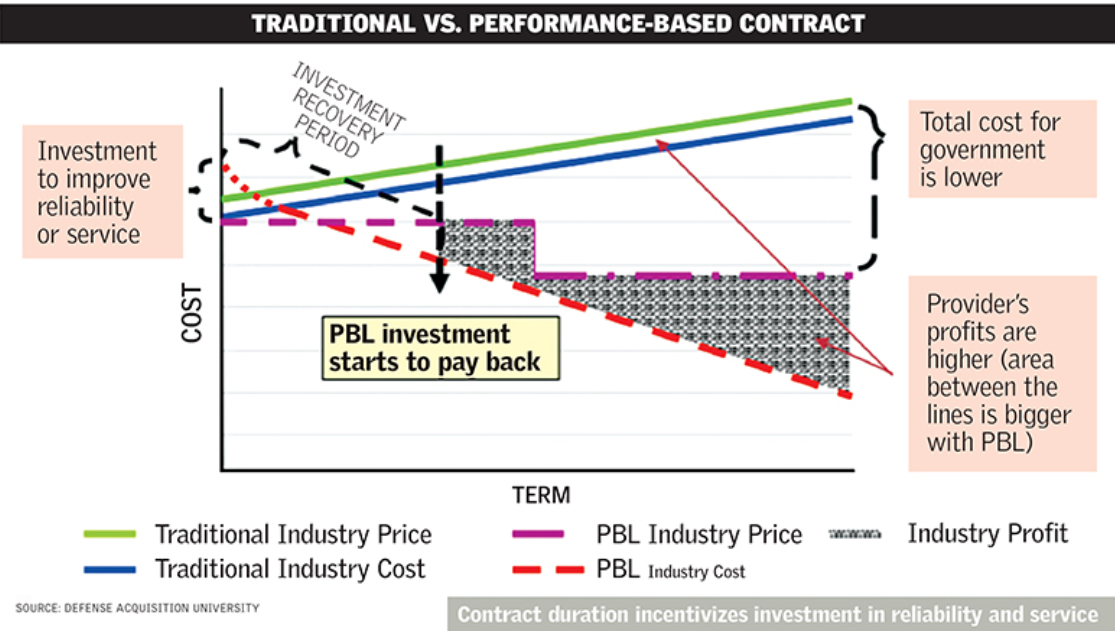 TRADITIONAL VS. PERFORMANCE-BASED CONTRACT
INVESTMENT
RECOVERY
PERIOD
Investment
to improve
reliability
or service
Total cost for
government
is lower
COST
PBL investment
starts to pay back
Provider's
profits are
higher (area
between the
lines is bigger
with PBL)
TERM
Traditional Industry Price
PBL Industry Price
Industry Profit
Traditional Industry Cost
PBL Industry Cost
SOURCE: DEFENSE ACQUISITION UNIVERSITY
Contract duration incentivizes investment in reliability and service